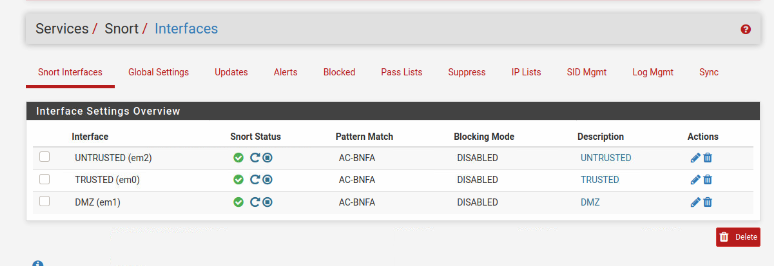 Services / Snort / Interfaces
Snort Interfaces Global Settings Updates Alerts Blocked Pass Lists Suppress IP Lists SID Mgmt Log Mgmt Sync
Interface Settings Overview
Interface Snort Status Pattern Match Blocking Mode Description Actions
UNTRUSTED (em2) AC-BNFA DISABLED UNTRUSTED
TRUSTED (em0) AC-BNFA DISABLED TRUSTED
DMZ (em1) AC-BNFA DISABLED DMZ
Delete